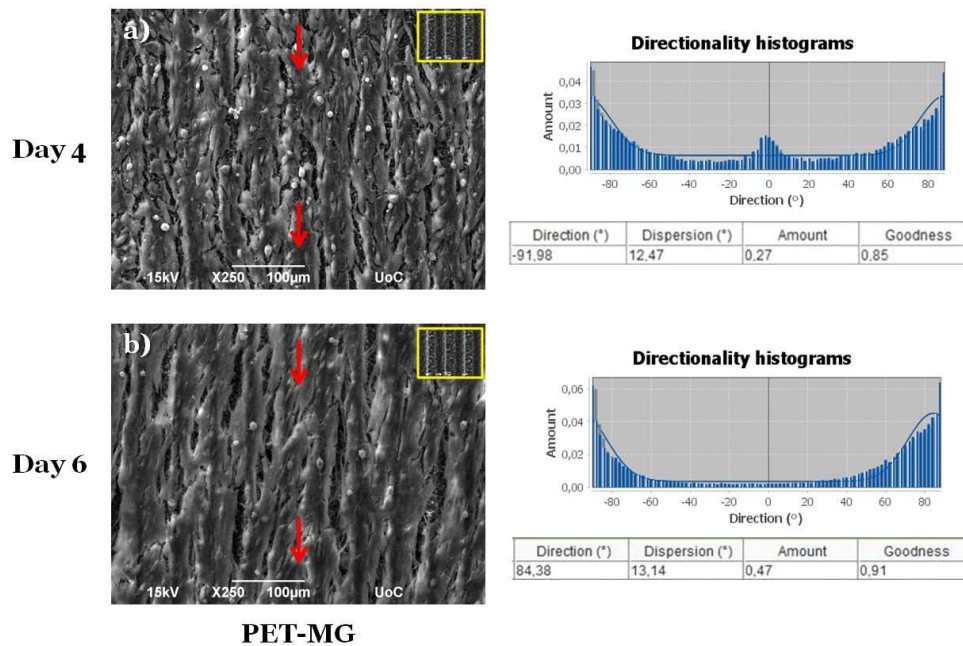 Day 4
a)
15kV X250 100µm UoC
Directionality histograms
Amount
0,04
0,03
0,02
0,01
0,00
-80 -60 -40 -20 0 20 40 60 80
Direction (°)
Direction (°) Dispersion (°) Amount Goodness
-91,98 12,47 0,27 0,85
Day 6
b)
15kV X250 100µm UoC
Directionality histograms
Amount
0,06
0,04
0,02
0,00
-80 -60 -40 -20 0 20 40 60 80
Direction (°)
Direction (°) Dispersion (°) Amount Goodness
84,38 13,14 0,47 0,91
PET-MG